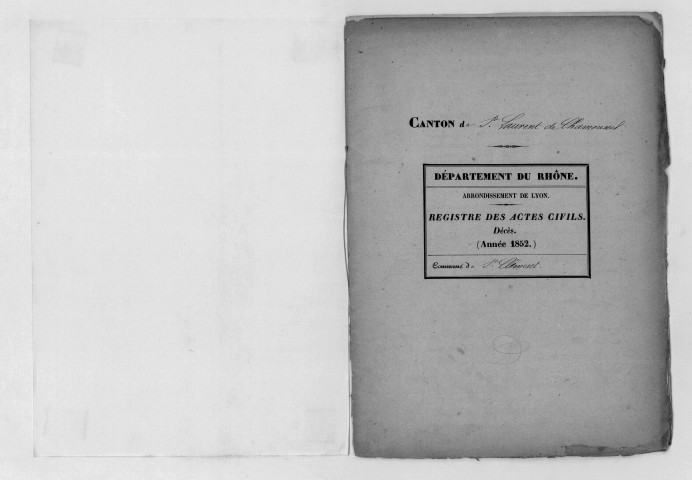 CANTON de St. Laurent de Chamousset
DÉPARTEMENT DU RHÔNE.
ARRONDISSEMENT DE LYON.
REGISTRE DES ACTES CIVILS.
Décès.
(Année 1852.)
Commune de St.